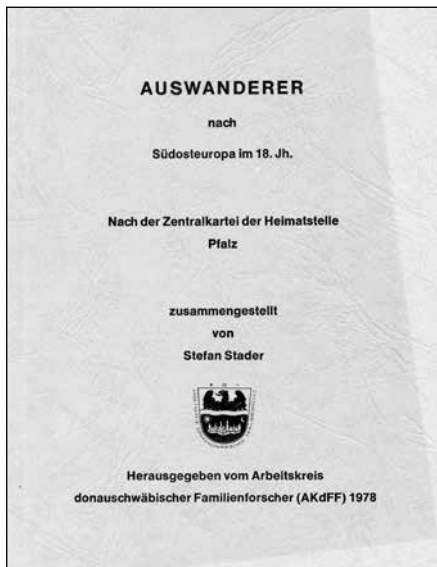 AUSWANDERER
nach
Südosteuropa im 18. Jh.
Nach der Zentralkartei der Heimatstelle
Pfalz
zusammengestellt
von
Stefan Stader
Herausgegeben vom Arbeitskreis
donauschwäbischer Familienforscher (AKdFF) 1978